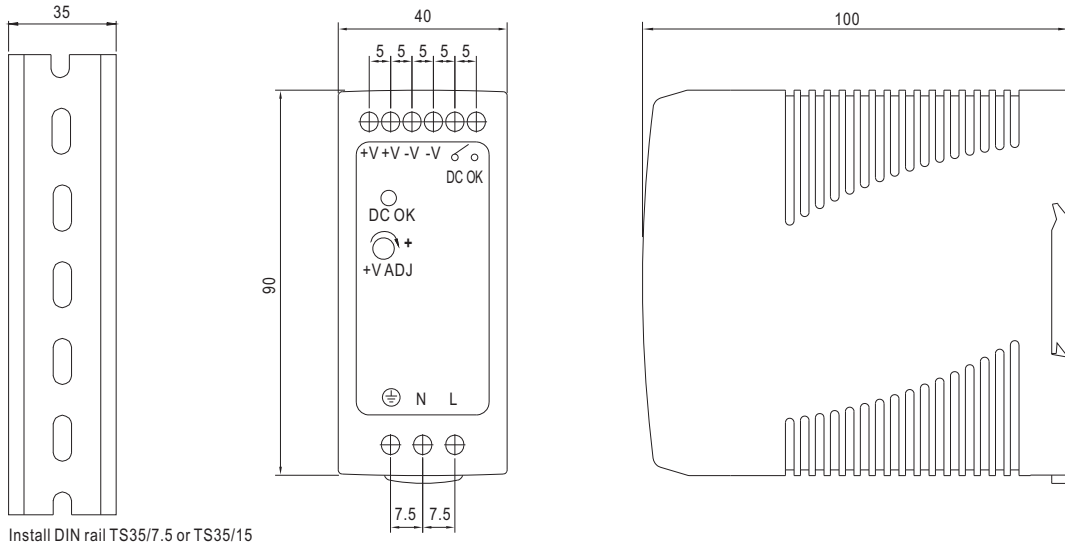 35
40
100
5 5 5 5 5
+V +V -V -V
DC OK
DC OK
+
+V ADJ
90
N L
7.5 7.5
Install DIN rail TS35/7.5 or TS35/15